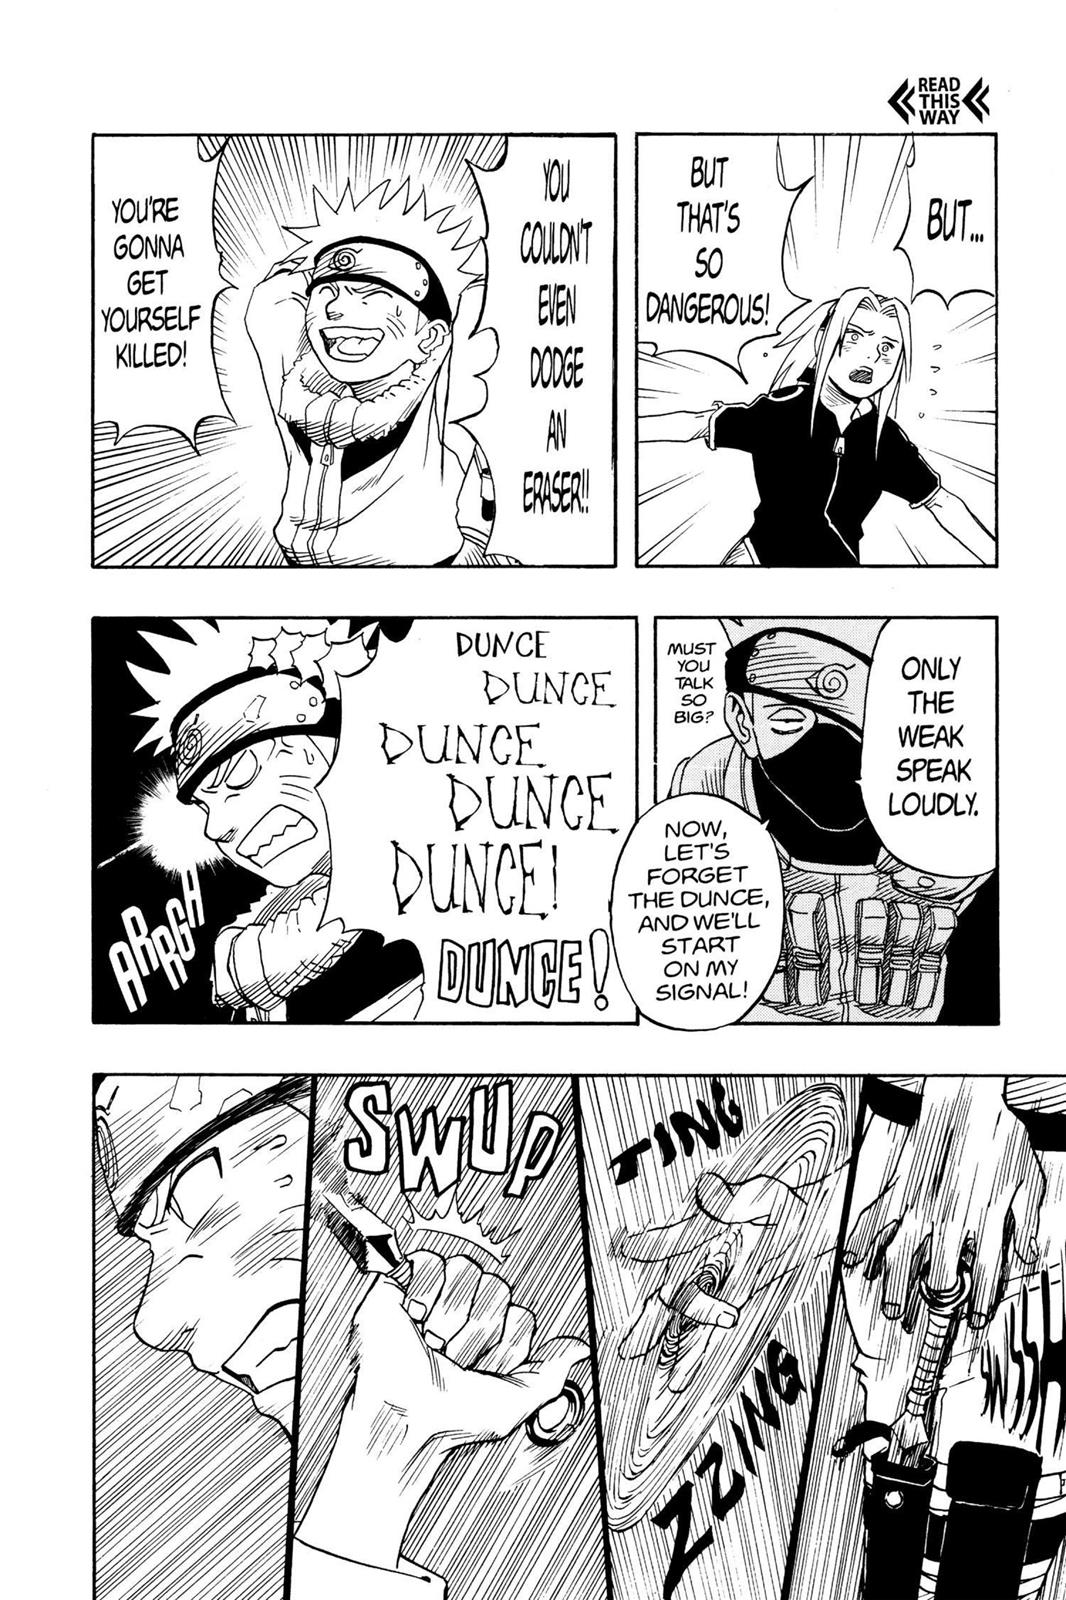 READ
THIS
WAY
BUT...
BUT
THAT'S
SO
DANGEROUS!
YOU
COULDN'T
EVEN
DODGE
AN
ERASER!!
YOU'RE
GONNA
GET
YOURSELF
KILLED!
ONLY
THE
WEAK
SPEAK
LOUDLY.
MUST
YOU
TALK
SO
BIG?
NOW,
LET'S
FORGET
THE DUNCE,
AND WE'LL
START
ON MY
SIGNAL!
DUNCE
DUNCE
DUNCE
DUNCE
DUNCE!
DUNCE!
ARRRGH
SWSSSHH
TING
ZZING
SWUP